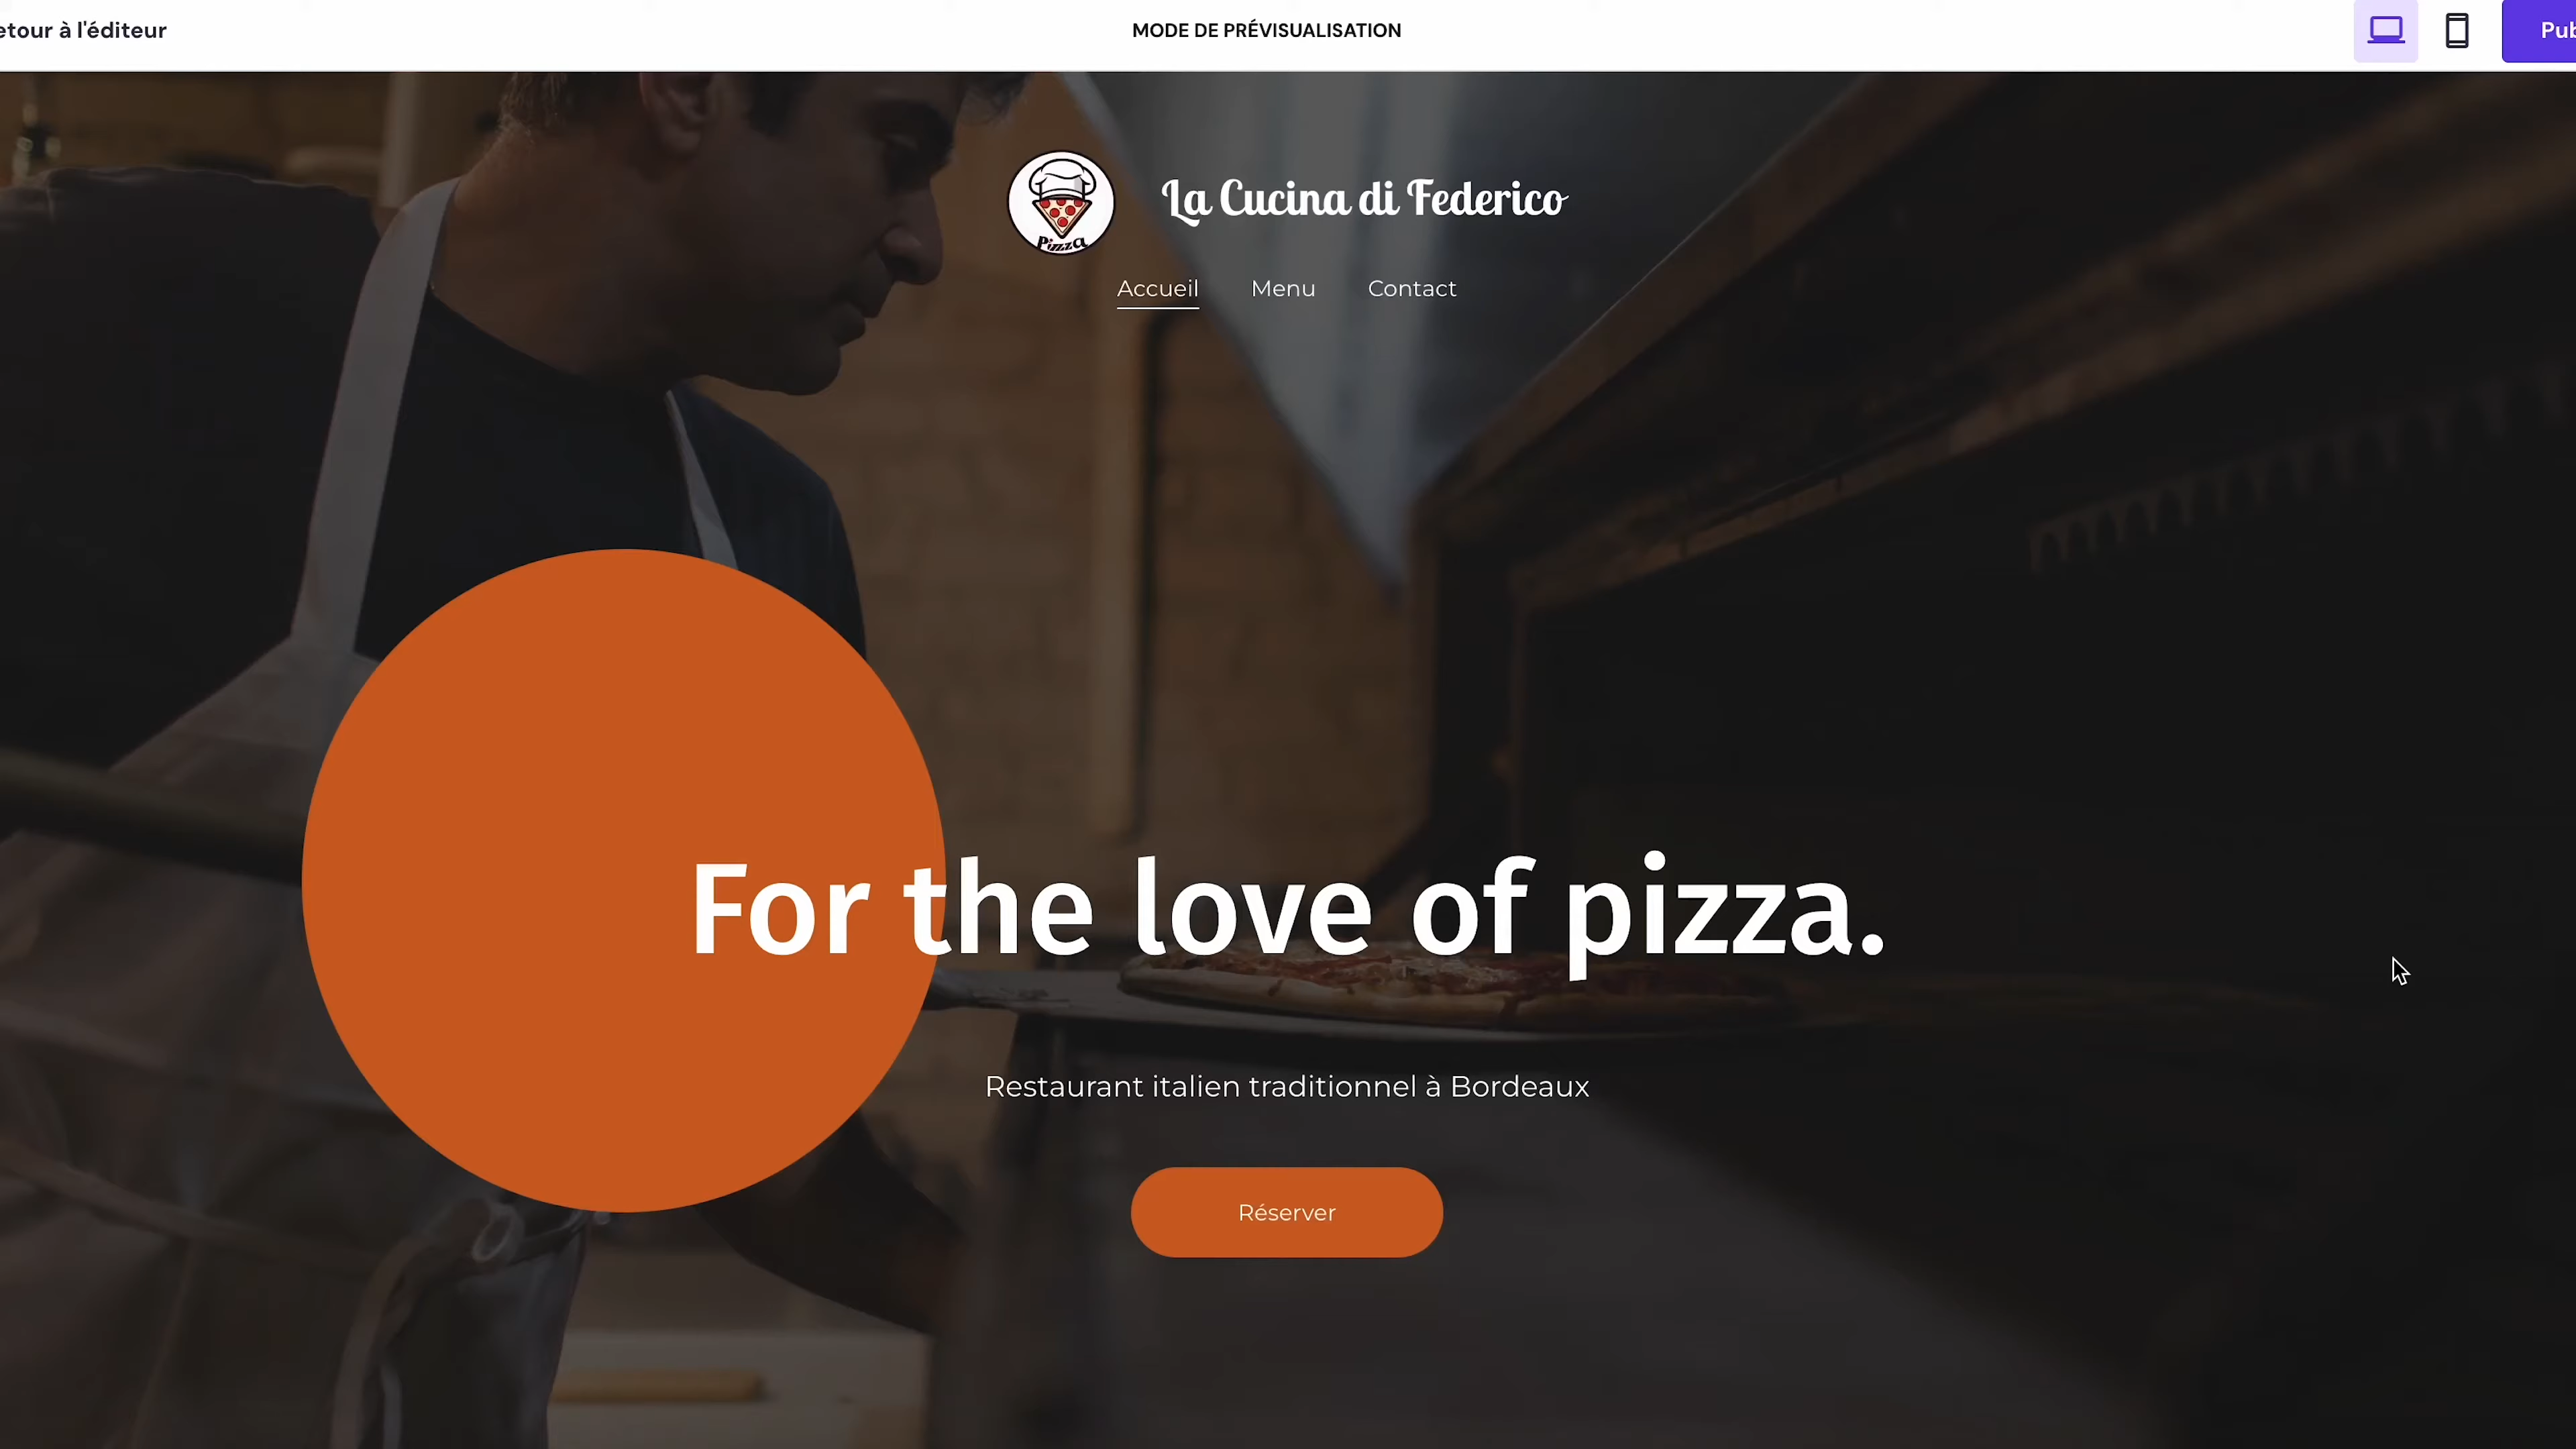 etour à l'éditeur
MODE DE PRÉVISUALISATION
Pub
Pizza
La Cucina di Federico
Accueil
Menu
Contact
For the love of pizza.
Restaurant italien traditionnel à Bordeaux
Réserver